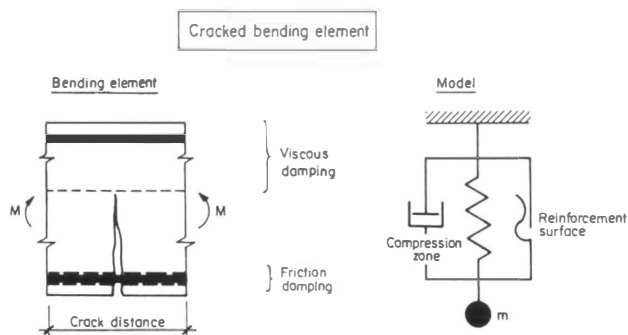 Cracked bending element
Bending element
Model
Viscous
damping
M
M
Friction
damping
Crack distance
Compression
zone
Reinforcement
surface
m